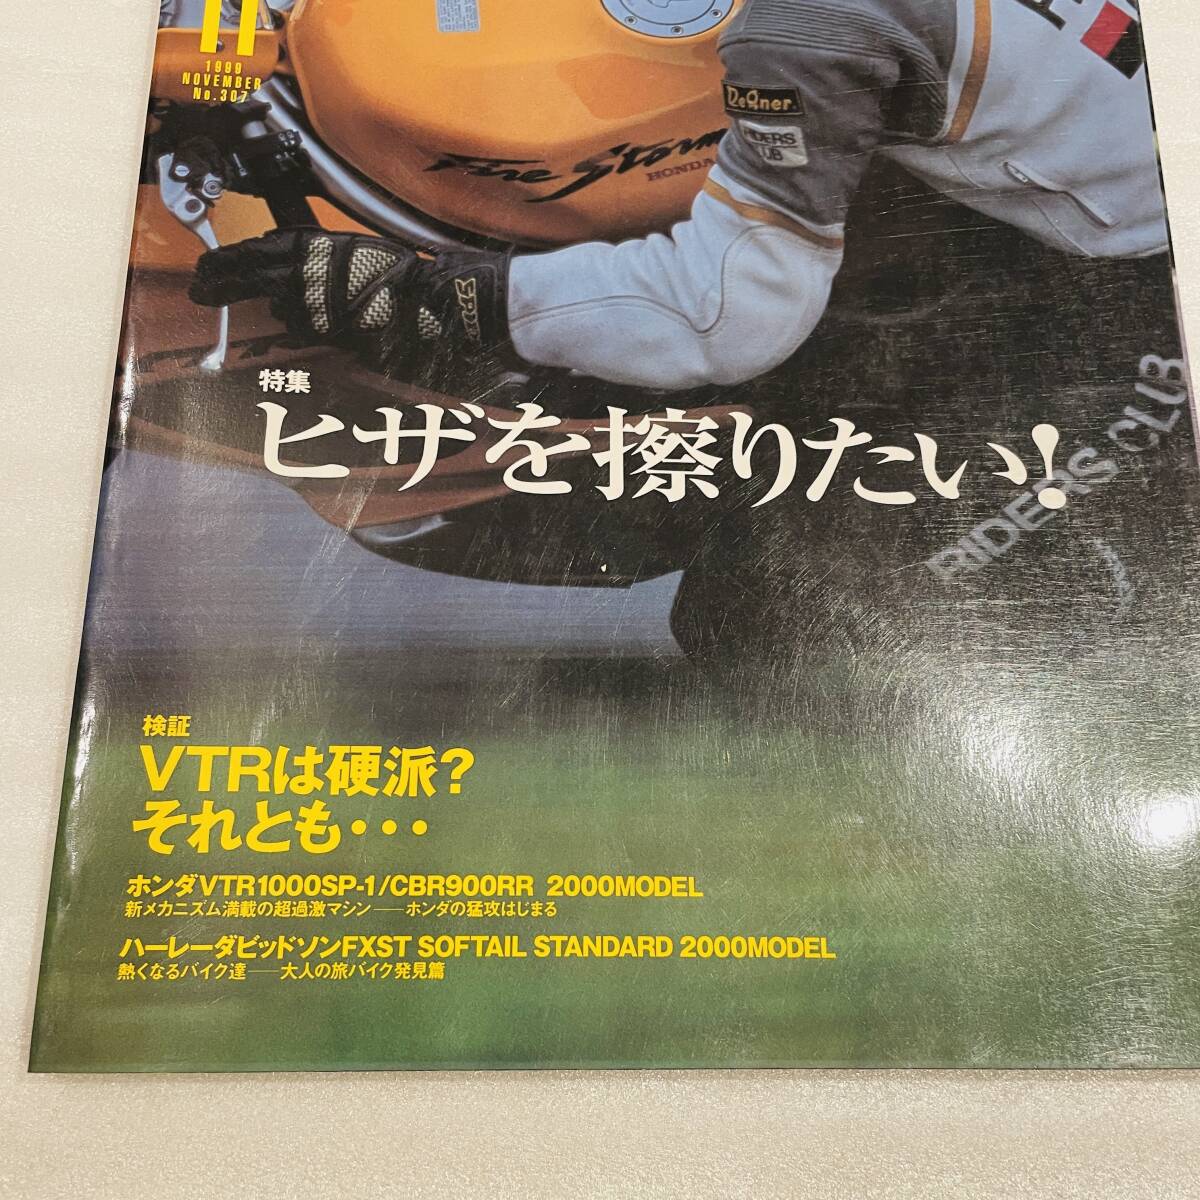 11
1999
NOVEMBER
No.307
Fire Storm
HONDA
DeGner
RIDERS
CLUB
特集
ヒザを擦りたい!
RIDERS CLUB
検証
VTRは硬派?
それとも・・・
ホンダVTR1000SP-1/CBR900RR 2000MODEL
新メカニズム満載の超過激マシン――ホンダの猛攻はじまる
ハーレーダビッドソンFXST SOFTAIL STANDARD 2000MODEL
熱くなるバイク達――大人の旅バイク発見篇